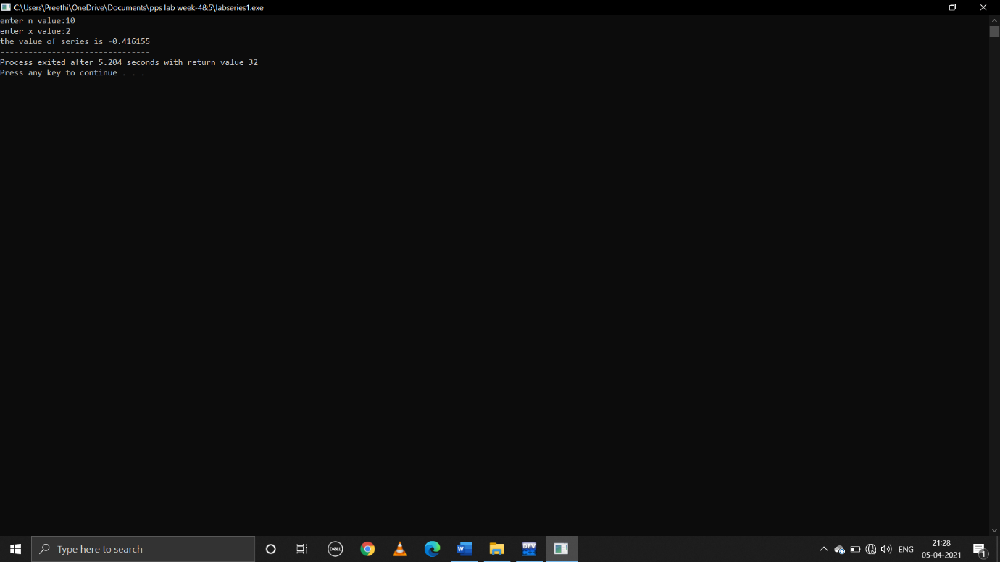 C:\Users\Preethi\OneDrive\Documents\pps lab week-4&5\labseries1.exe
enter n value:10
enter x value:2
the value of series is -0.416155
--------------------------------
Process exited after 5.204 seconds with return value 32
Press any key to continue . . .
Type here to search
DELL
W
DEV
ENG
21:28
05-04-2021
1